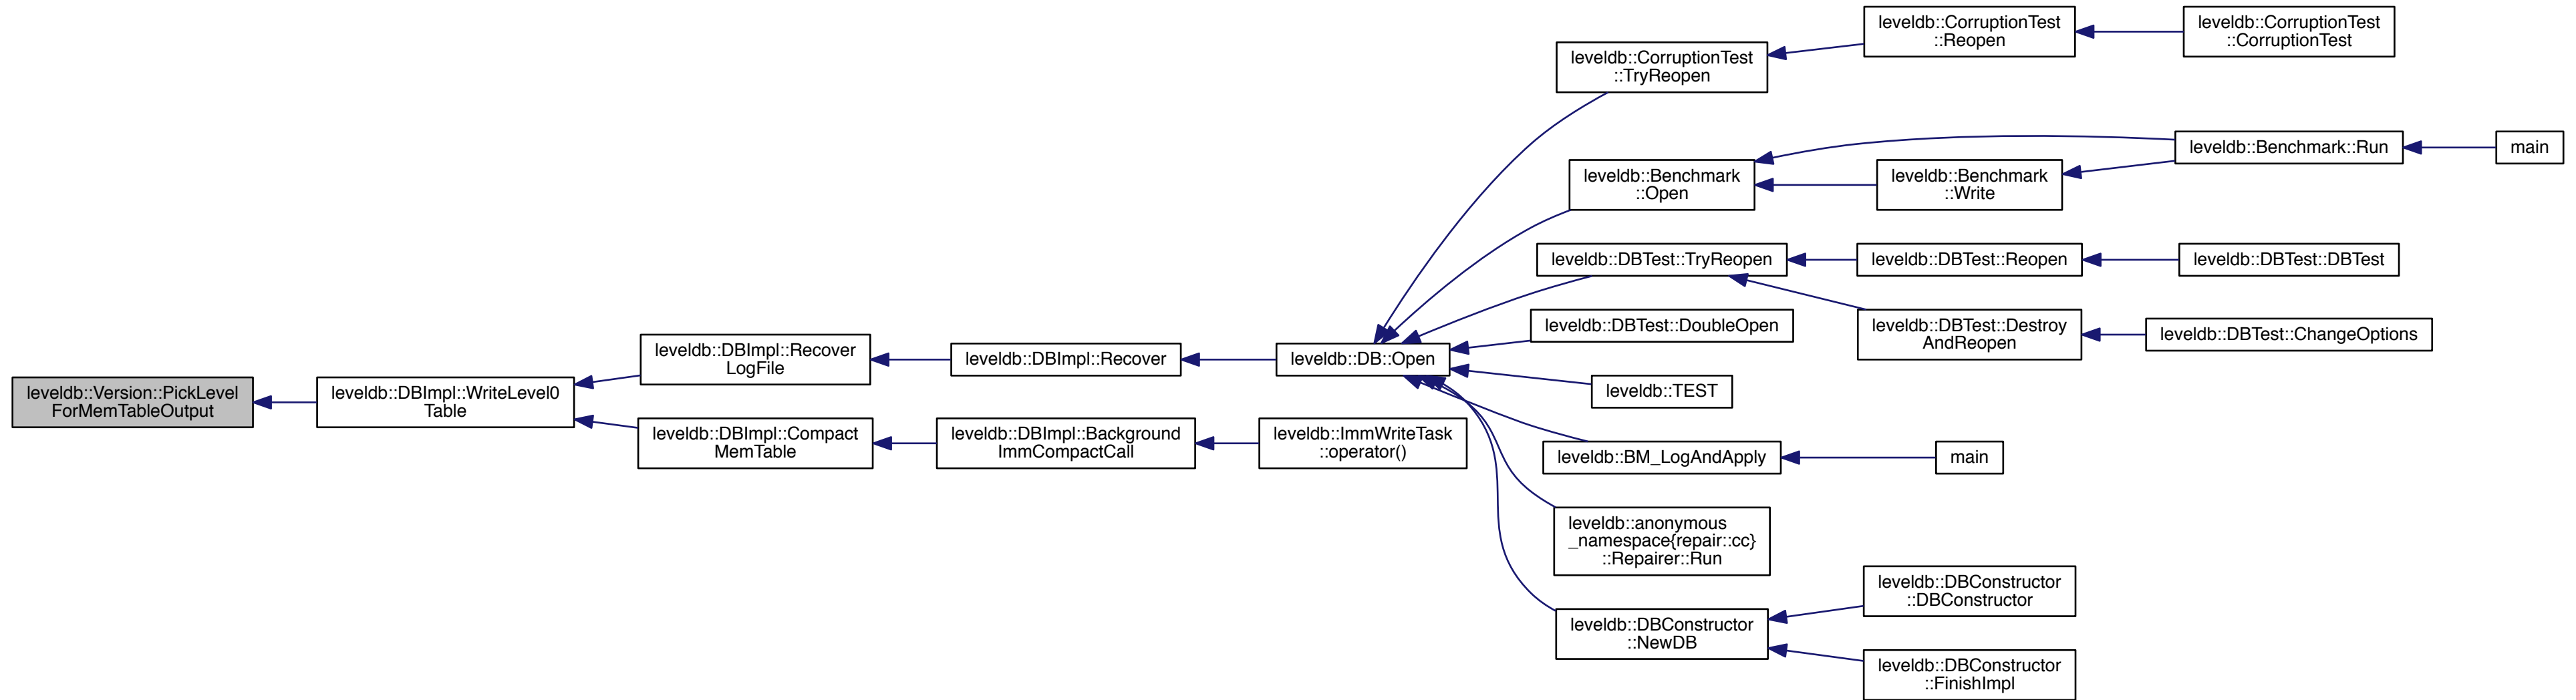 leveldb::CorruptionTest
::Reopen
leveldb::CorruptionTest
::CorruptionTest
leveldb::CorruptionTest
::TryReopen
leveldb::Benchmark::Run
main
leveldb::Benchmark
::Open
leveldb::Benchmark
::Write
leveldb::DBTest::TryReopen
leveldb::DBTest::Reopen
leveldb::DBTest::DBTest
leveldb::DBTest::DoubleOpen
leveldb::DBTest::Destroy
AndReopen
leveldb::DBTest::ChangeOptions
leveldb::DBImpl::Recover
LogFile
leveldb::DBImpl::Recover
leveldb::DB::Open
leveldb::Version::PickLevel
ForMemTableOutput
leveldb::DBImpl::WriteLevel0
Table
leveldb::TEST
leveldb::DBImpl::Compact
MemTable
leveldb::DBImpl::Background
ImmCompactCall
leveldb::ImmWriteTask
::operator()
leveldb::BM_LogAndApply
main
leveldb::anonymous
_namespace{repair::cc}
::Repairer::Run
leveldb::DBConstructor
::DBConstructor
leveldb::DBConstructor
::NewDB
leveldb::DBConstructor
::FinishImpl